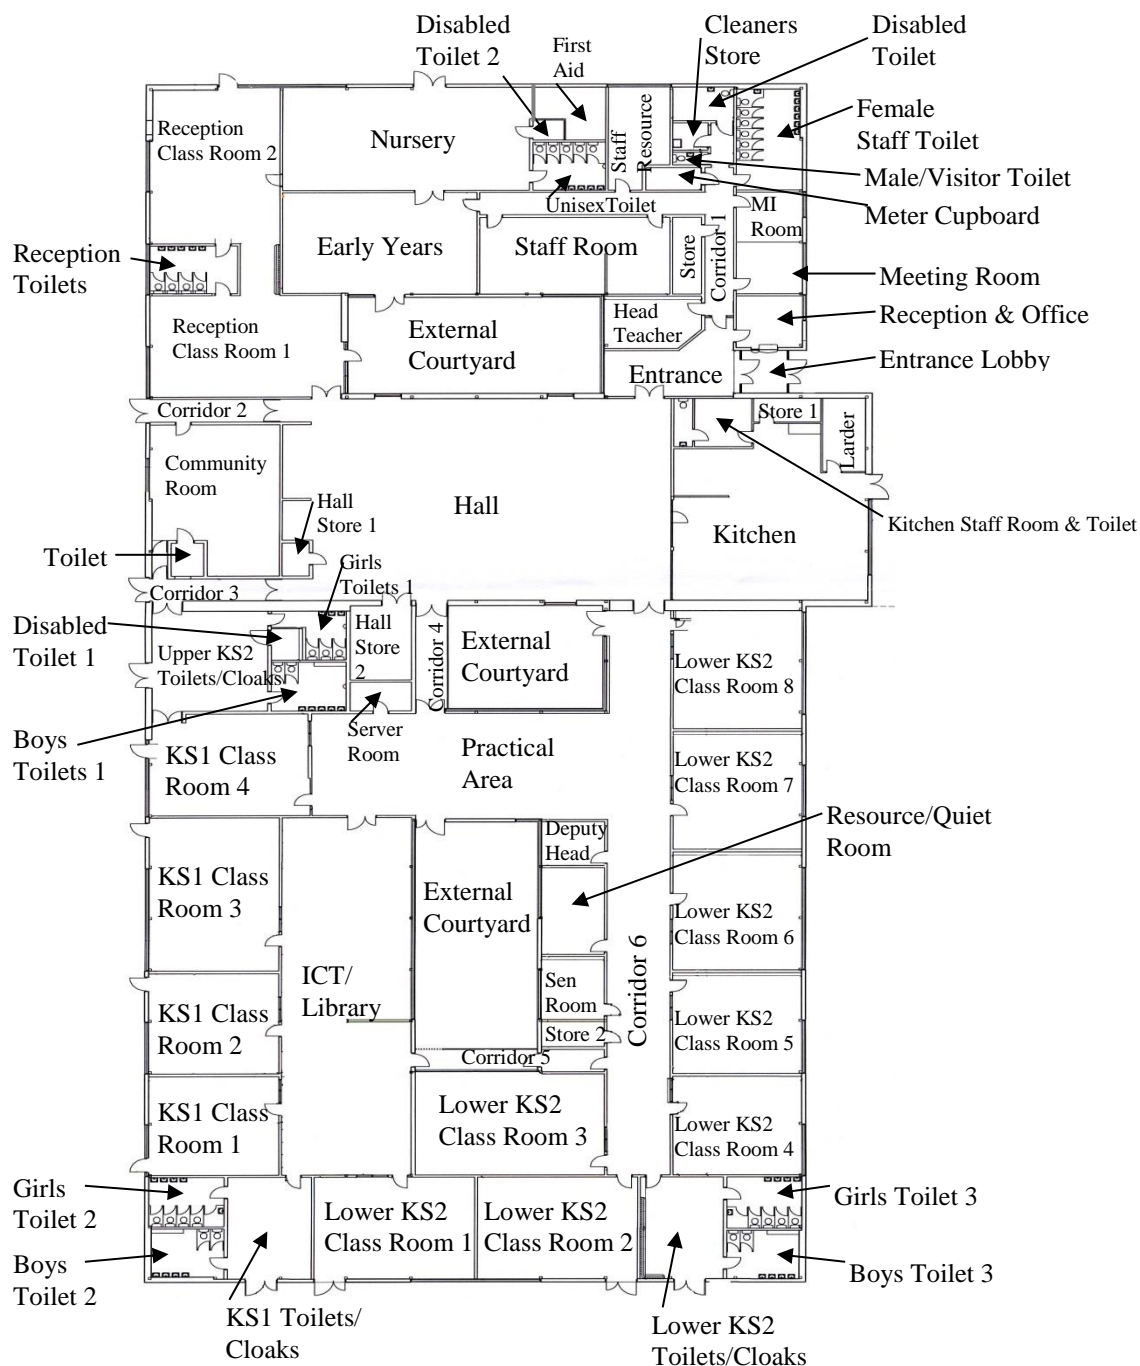 Disabled
Toilet 2
First
Aid
Cleaners
Store
Disabled
Toilet
Reception
Class Room 2
Nursery
Staff
Resource
Female
Staff Toilet
Male/Visitor Toilet
UnisexToilet
MI
Room
Meter Cupboard
Reception
Toilets
Early Years
Staff Room
Store
Corridor 1
Meeting Room
Reception
Class Room 1
External
Courtyard
Head
Teacher
Reception & Office
Entrance
Entrance Lobby
Corridor 2
Store 1
Larder
Community
Room
Hall
Store 1
Hall
Kitchen
Kitchen Staff Room & Toilet
Toilet
Girls
Toilets 1
Corridor 3
Disabled
Toilet 1
Upper KS2
Toilets/Cloaks
Hall
Store
2
Corridor 4
External
Courtyard
Lower KS2
Class Room 8
Boys
Toilets 1
KS1 Class
Room 4
Server
Room
Practical
Area
Lower KS2
Class Room 7
Resource/Quiet
Room
Deputy
Head
KS1 Class
Room 3
External
Courtyard
Lower KS2
Class Room 6
ICT/
Library
Sen
Room
Corridor 6
KS1 Class
Room 2
Store 2
Lower KS2
Class Room 5
Corridor 5
KS1 Class
Room 1
Lower KS2
Class Room 3
Lower KS2
Class Room 4
Girls
Toilet 2
Girls Toilet 3
Lower KS2
Class Room 1
Lower KS2
Class Room 2
Boys
Toilet 2
Boys Toilet 3
KS1 Toilets/
Cloaks
Lower KS2
Toilets/Cloaks